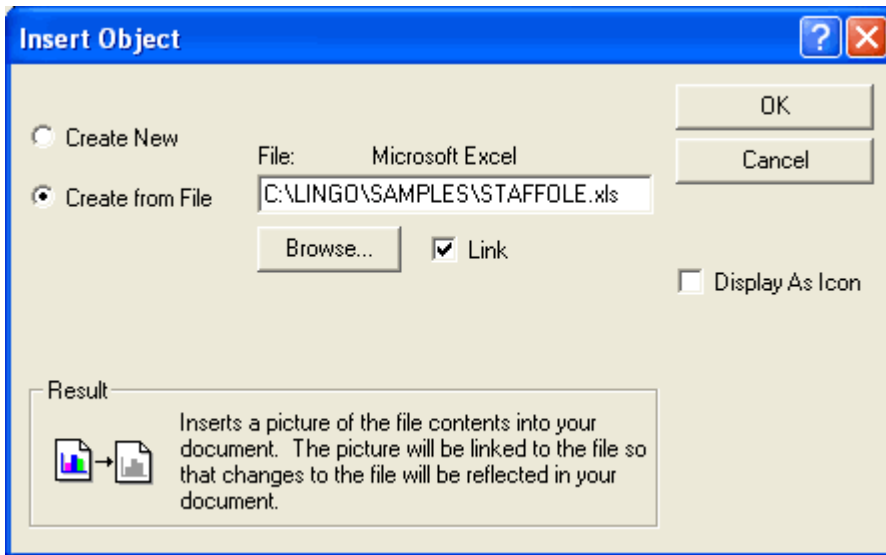 Insert Object
Create New
Create from File
File: Microsoft Excel
C:\LINGO\SAMPLES\STAFFOLE.xls
Browse...
Link
OK
Cancel
Display As Icon
Result
Inserts a picture of the file contents into your
document. The picture will be linked to the file so
that changes to the file will be reflected in your
document.